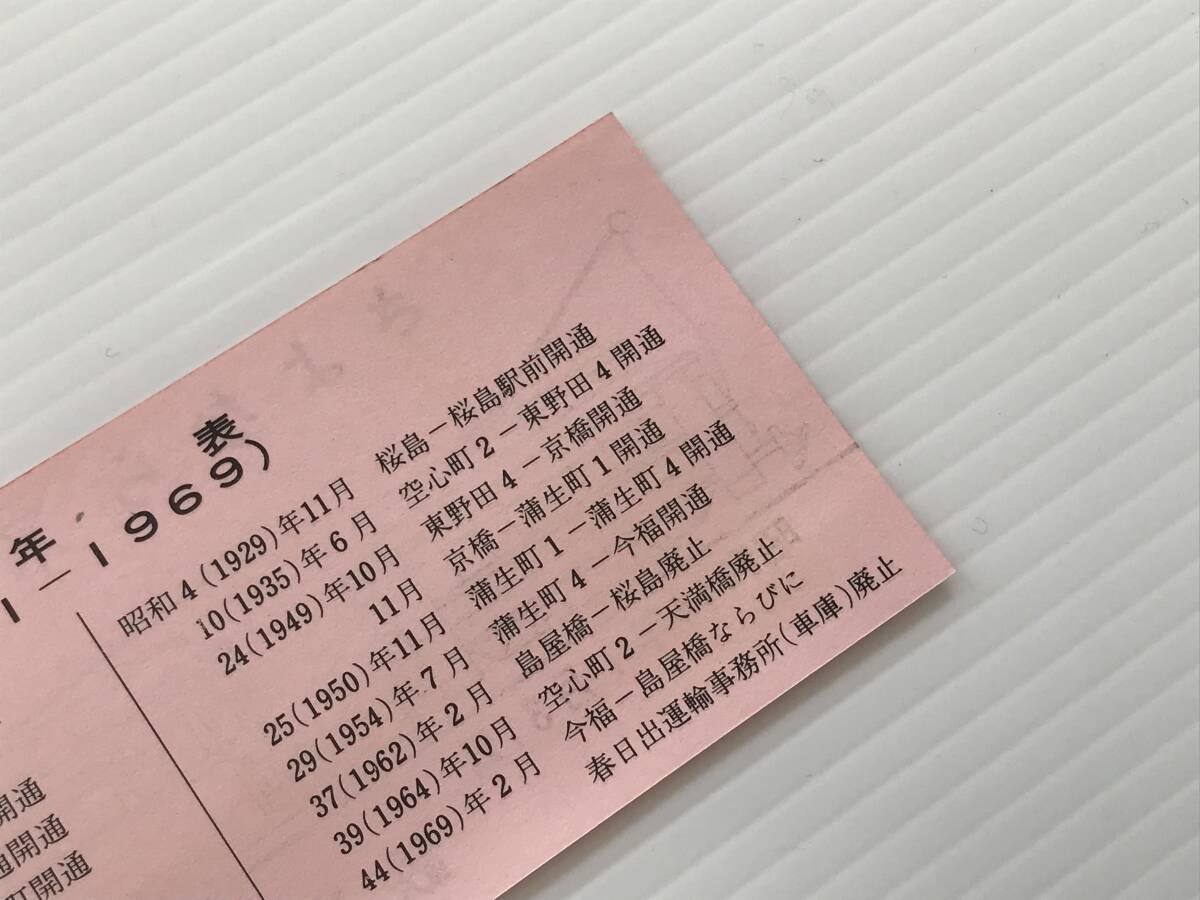 年 表
1969)
昭和4(1929)年11月 桜島－桜島駅前開通
10(1935)年6月 空心町2－東野田4開通
24(1949)年10月 東野田4－京橋開通
11月 京橋－蒲生町1開通
25(1950)年11月 蒲生町1－蒲生町4開通
29(1954)年7月 蒲生町4－今福開通
37(1962)年2月 島屋橋－桜島廃止
39(1964)年10月 空心町2－天満橋廃止
44(1969)年2月 今福－島屋橋ならびに
春日出運輸事務所(車庫)廃止
開通
開通
町開通